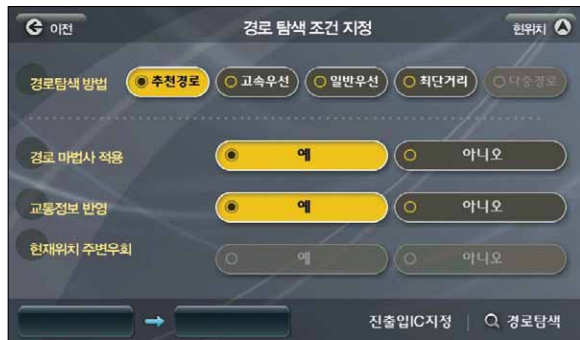 이전 경로 탐색 조건 지정 현위치
경로탐색 방법 추천경로 고속우선 일반우선 최단거리 다중경로
경로 마법사 적용 예 아니오
교통정보 반영 예 아니오
현재위치 주변우회 예 아니오
진출입IC지정 경로탐색